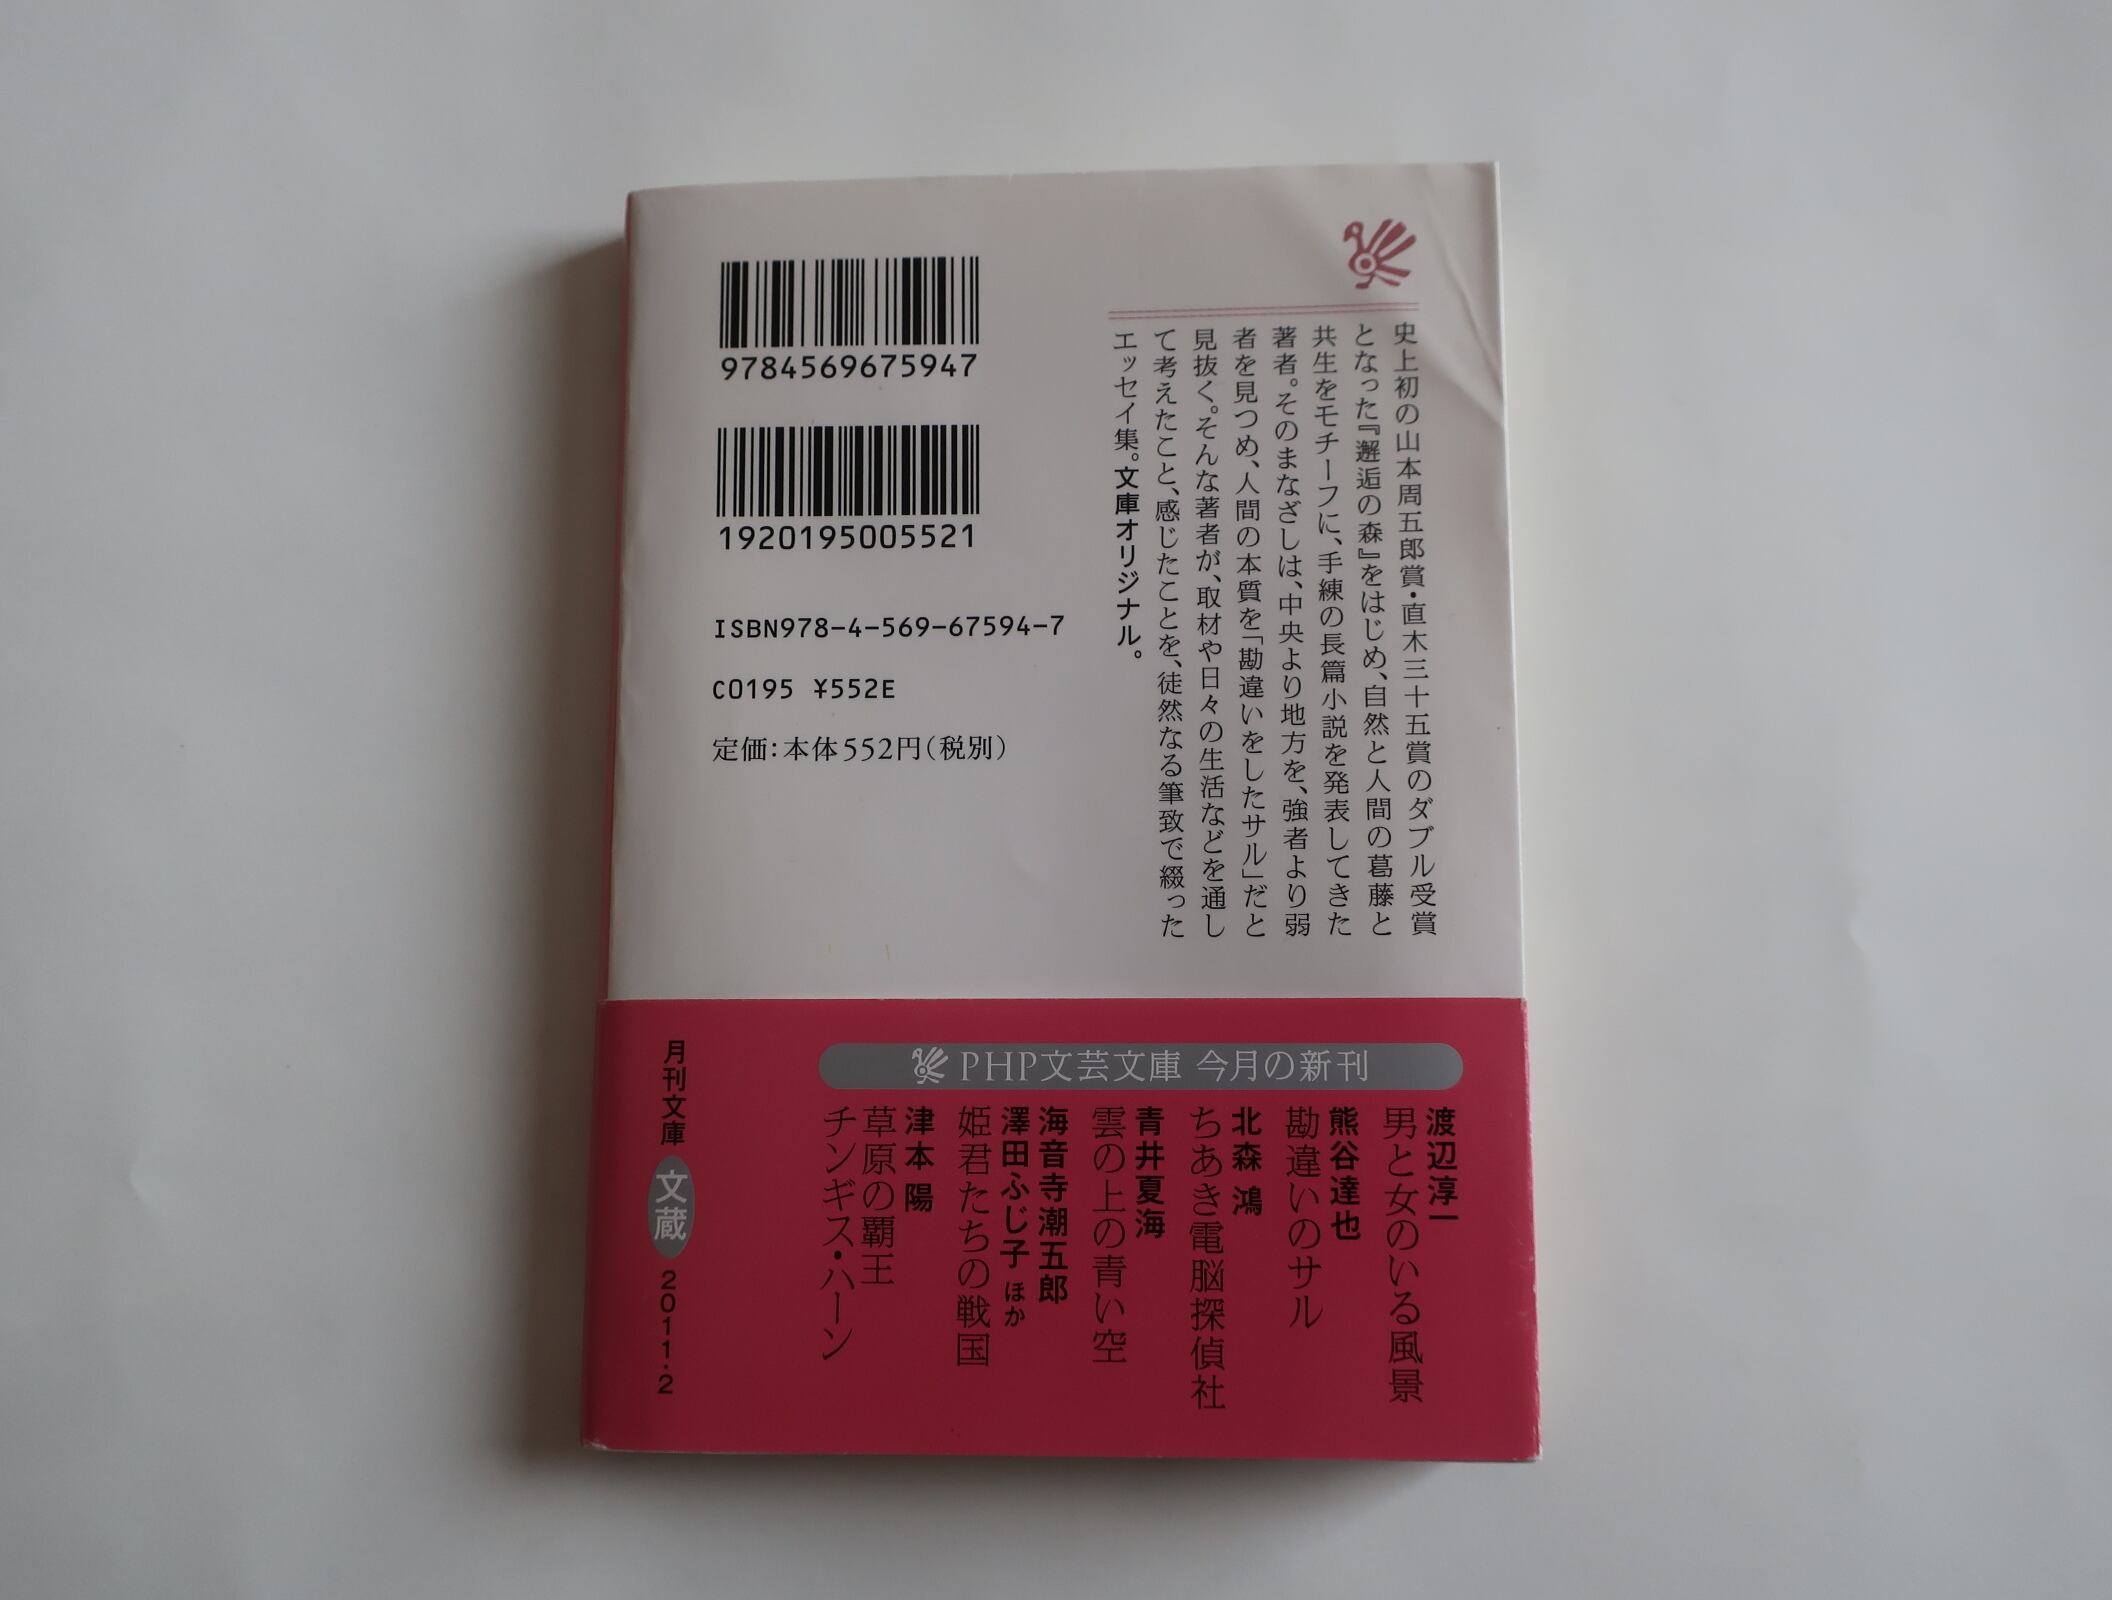 史上初の山本周五郎賞・直木三十五賞のダブル受賞
となった『邂逅の森』をはじめ、自然と人間の葛藤と
共生をモチーフに、手練の長篇小説を発表してきた
著者。そのまなざしは、中央より地方を、強者より弱
者を見つめ、人間の本質を「勘違いをしたサル」だと
見抜く。そんな著者が、取材や日々の生活などを通し
て考えたこと、感じたことを、徒然なる筆致で綴った
エッセイ集。文庫オリジナル。
9784569675947
1920195005521
ISBN978-4-569-67594-7
C0195 ¥552E
定価：本体552円（税別）
PHP文芸文庫 今月の新刊
渡辺淳一
男と女のいる風景
熊谷達也
勘違いのサル
北森 鴻
ちあき電脳探偵社
青井夏海
雲の上の青い空
海音寺潮五郎
澤田ふじ子 ほか
姫君たちの戦国
津本 陽
草原の覇王
チンギス・ハーン
月刊文庫 文蔵 2011.2